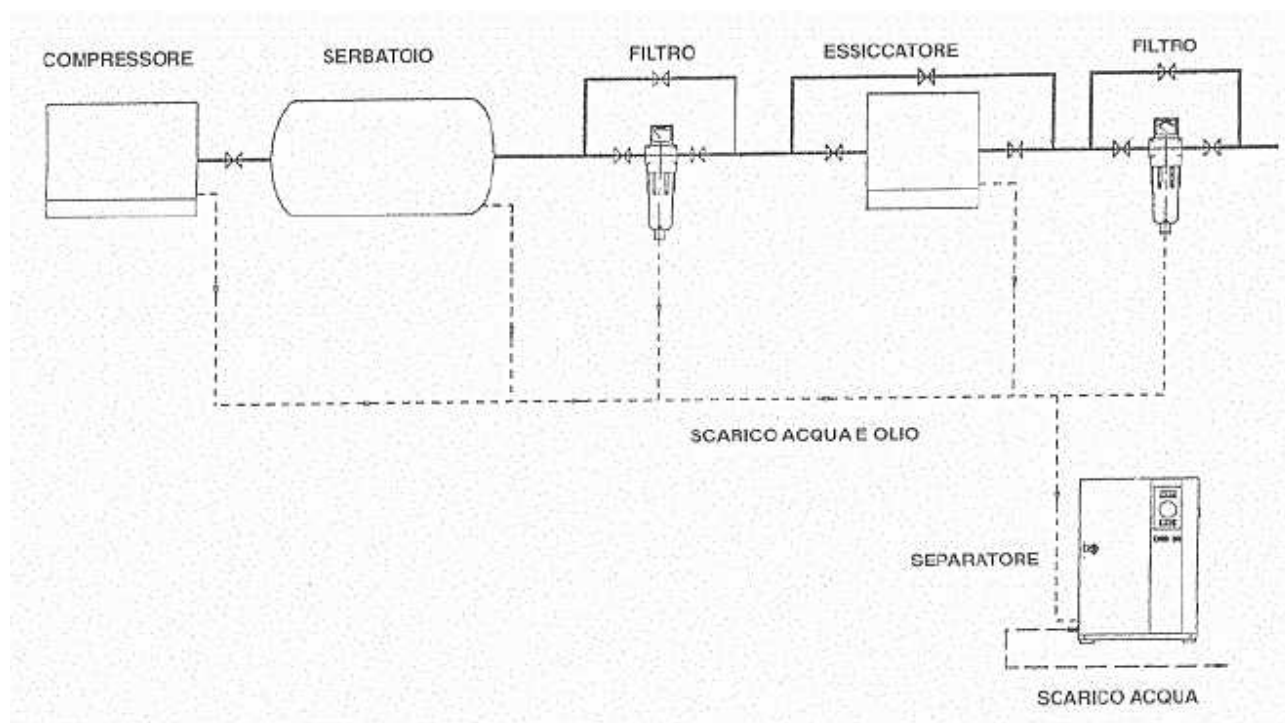 COMPRESSORE
SERBATOIO
FILTRO
ESSICCATORE
FILTRO
SCARICO ACQUA E OLIO
SEPARATORE
SCARICO ACQUA